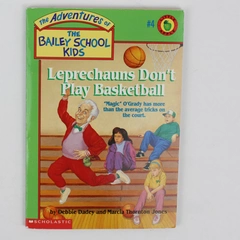 The Adventures of
THE
BAILEY SCHOOL
KIDS
#4
Leprechauns Don't
Play Basketball
"Magic" O'Grady has more
than the average tricks on
the court.
by Debbie Dadey and Marcia Thornton Jones
SCHOLASTIC